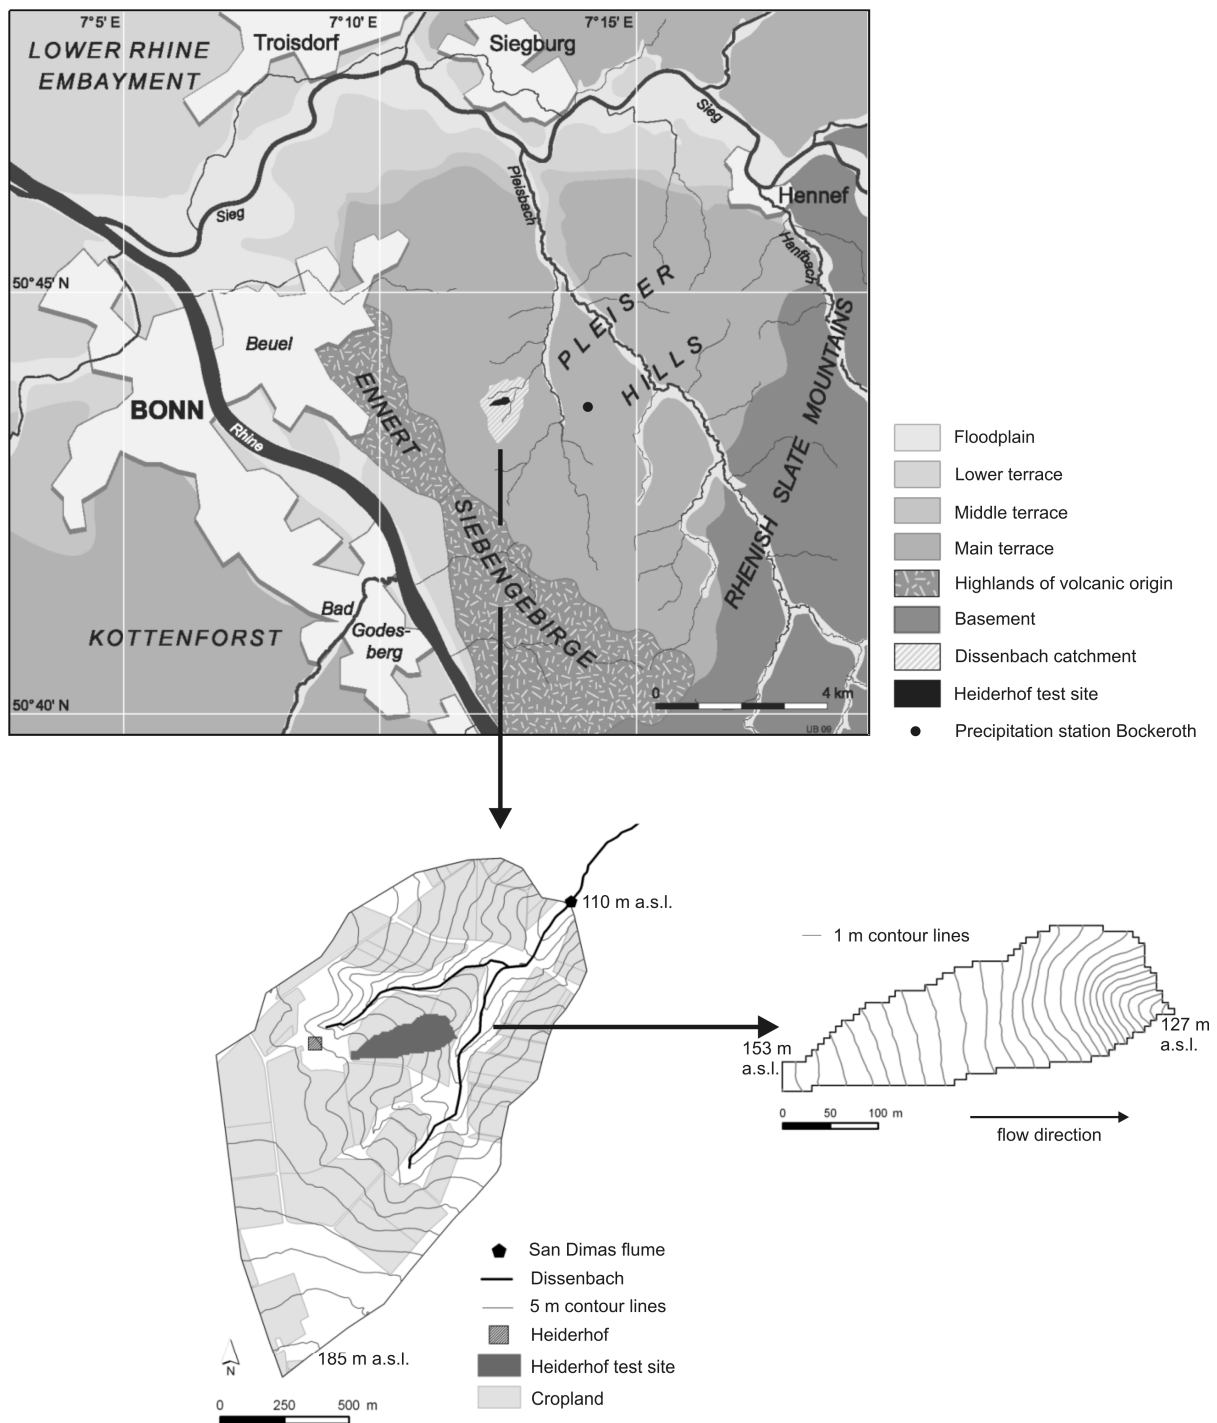 7°5' E
7°10' E
7°15' E
LOWER RHINE
EMBAYMENT
Troisdorf
Siegburg
Sieg
Pleisbach
Hennef
Sieg
Hanfbach
50°45' N
PLEISER
HILLS
Beuel
ENNERT
BONN
Rhine
RHENISH SLATE MOUNTAINS
SIEBENGEBIRGE
Bad
Godes-
berg
KOTTENFORST
50°40' N
0 4 km
UB 09
Floodplain
Lower terrace
Middle terrace
Main terrace
Highlands of volcanic origin
Basement
Dissenbach catchment
Heiderhof test site
Precipitation station Bockeroth
110 m a.s.l.
1 m contour lines
153 m
a.s.l.
127 m
a.s.l.
0 50 100 m
flow direction
San Dimas flume
Dissenbach
5 m contour lines
Heiderhof
Heiderhof test site
Cropland
185 m a.s.l.
N
0 250 500 m